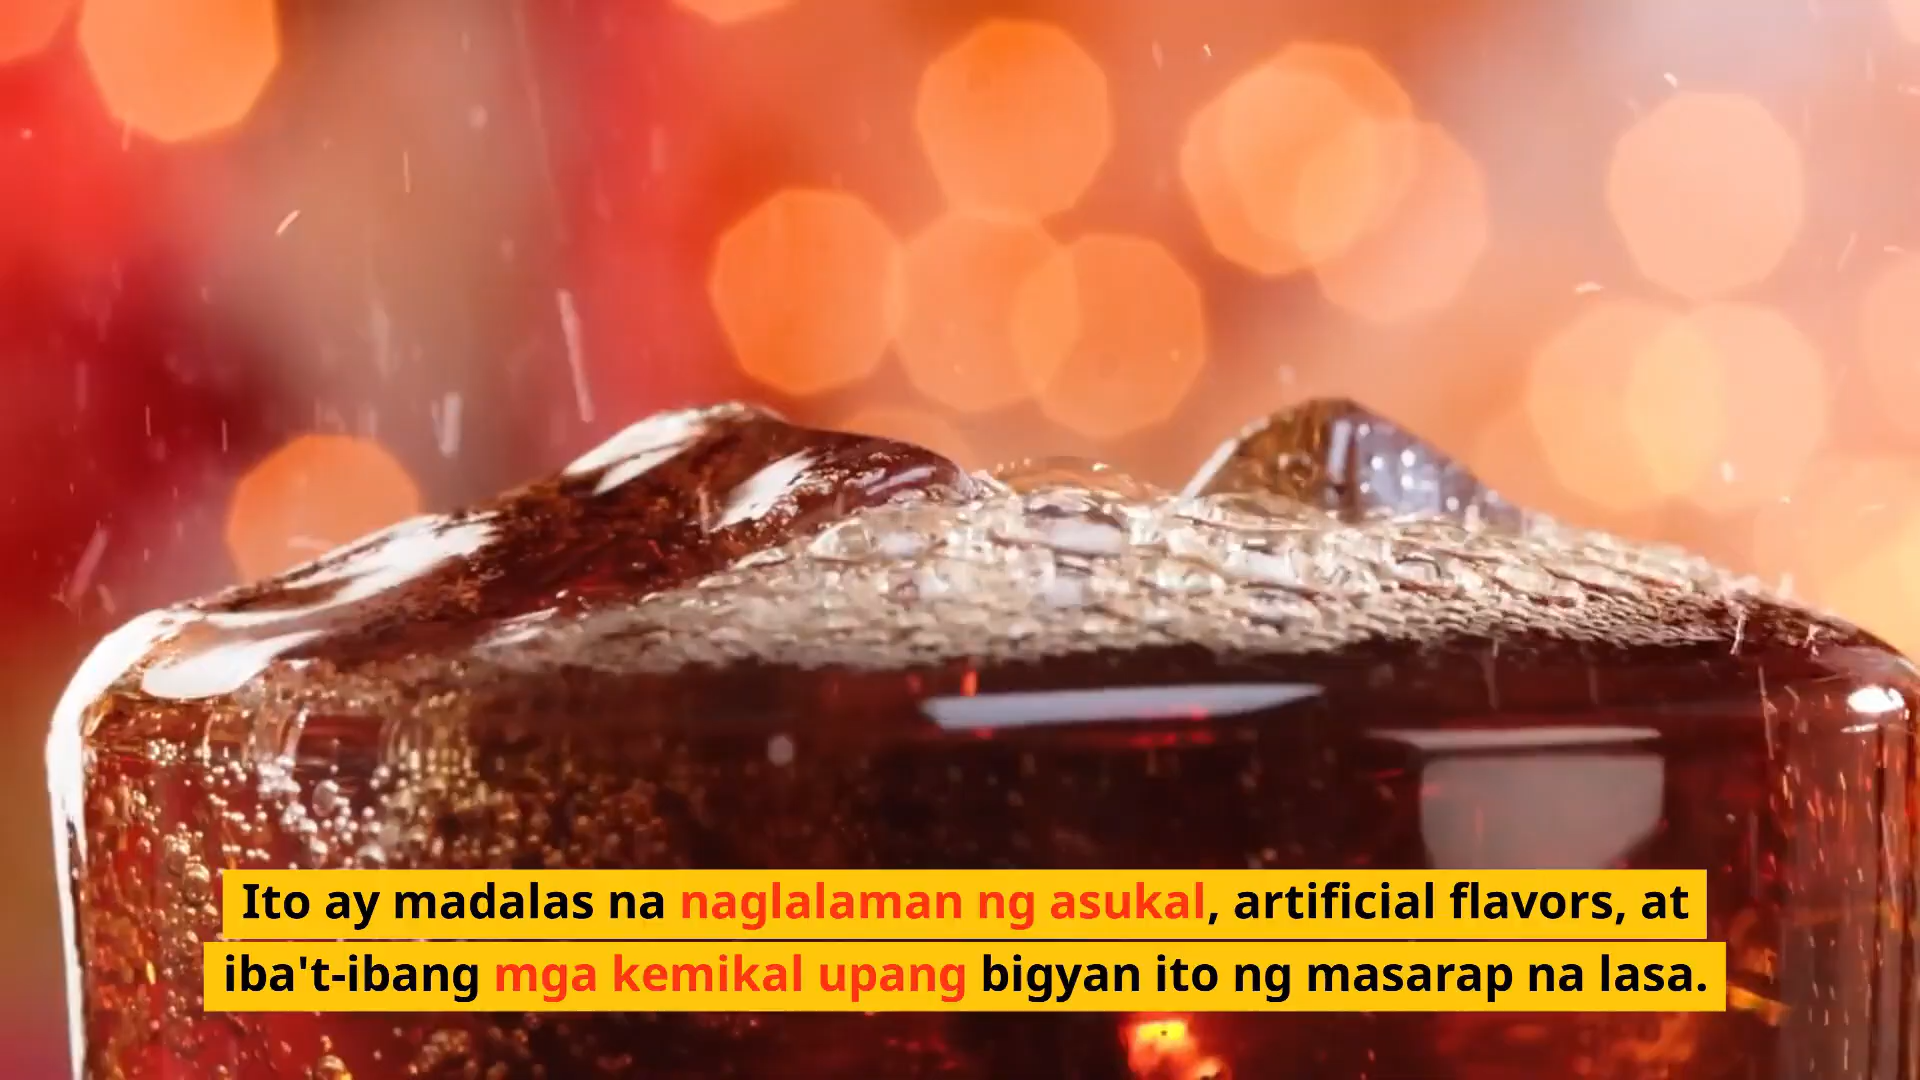 Ito ay madalas na naglalaman ng asukal, artificial flavors, at
iba't-ibang mga kemikal upang bigyan ito ng masarap na lasa.